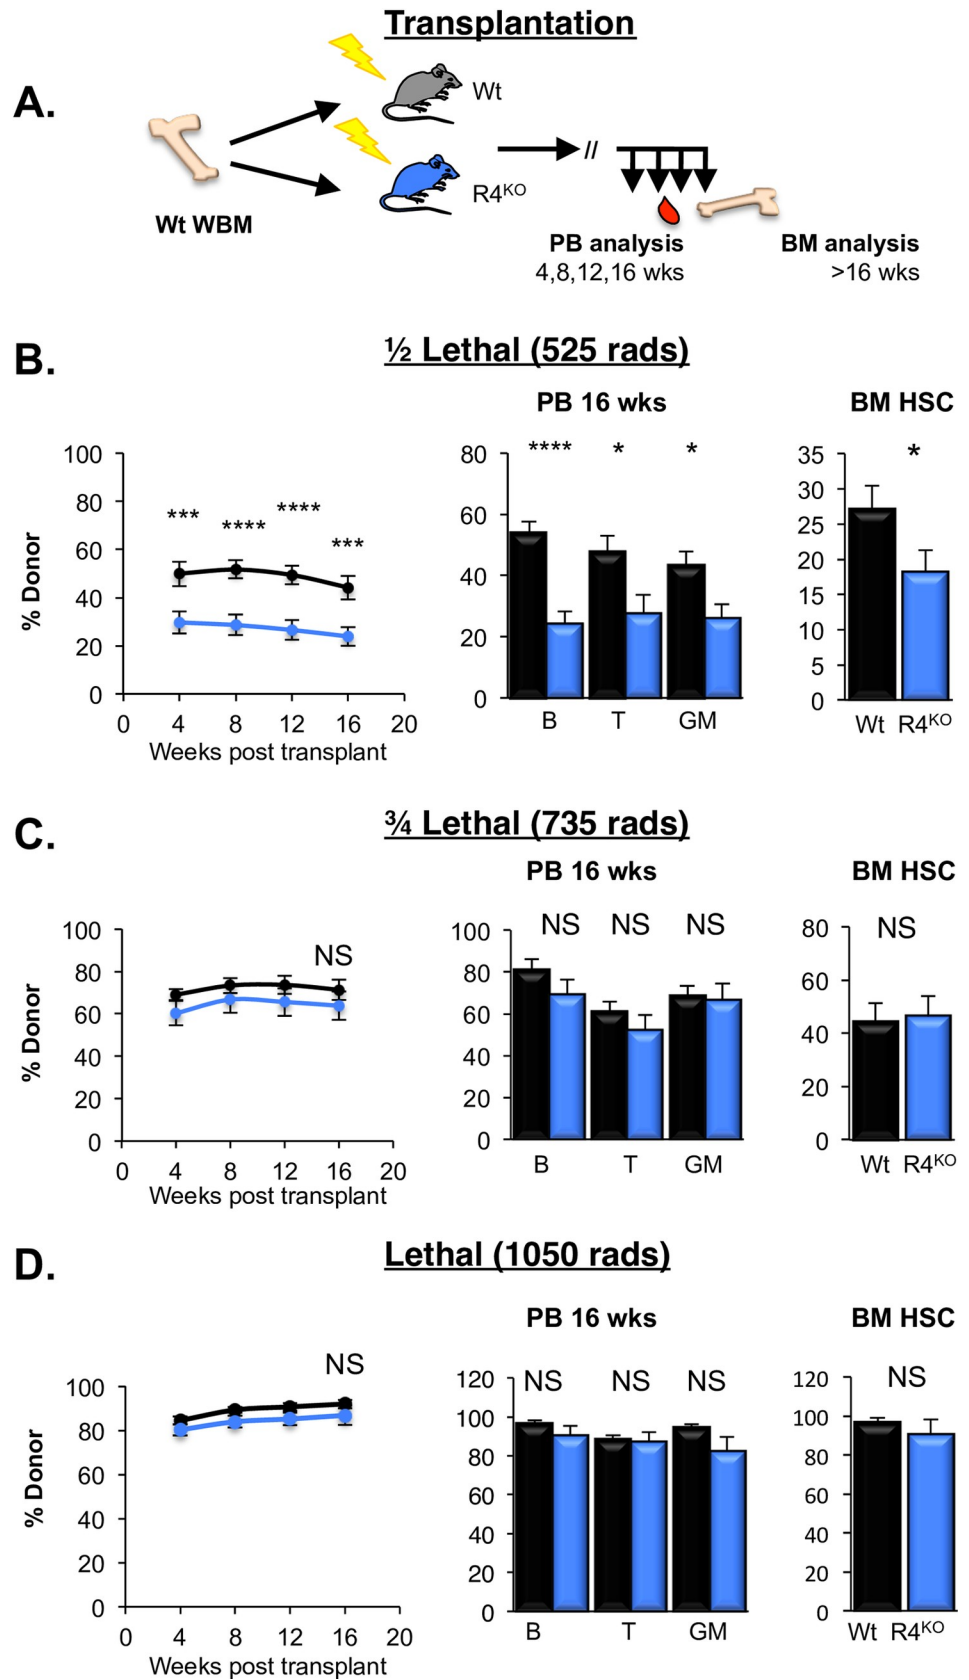 Transplantation
A.
Wt
R4KO
//
Wt WBM
PB analysis
4,8,12,16 wks
BM analysis
>16 wks
B.
½ Lethal (525 rads)
PB 16 wks
BM HSC
% Donor
100
80
60
40
20
0
*** **** **** ***
0 4 8 12 16 20
Weeks post transplant
80
60
40
20
0
**** * *
B T GM
35
30
25
20
15
10
5
0
*
Wt R4KO
C.
¾ Lethal (735 rads)
PB 16 wks
BM HSC
% Donor
100
80
60
40
20
0
NS
0 4 8 12 16 20
Weeks post transplant
100
80
60
40
20
0
NS NS NS
B T GM
80
60
40
20
0
NS
Wt R4KO
D.
Lethal (1050 rads)
PB 16 wks
BM HSC
% Donor
100
80
60
40
20
0
NS
0 4 8 12 16 20
Weeks post transplant
120
100
80
60
40
20
0
NS NS NS
B T GM
120
100
80
60
40
20
0
NS
Wt R4KO